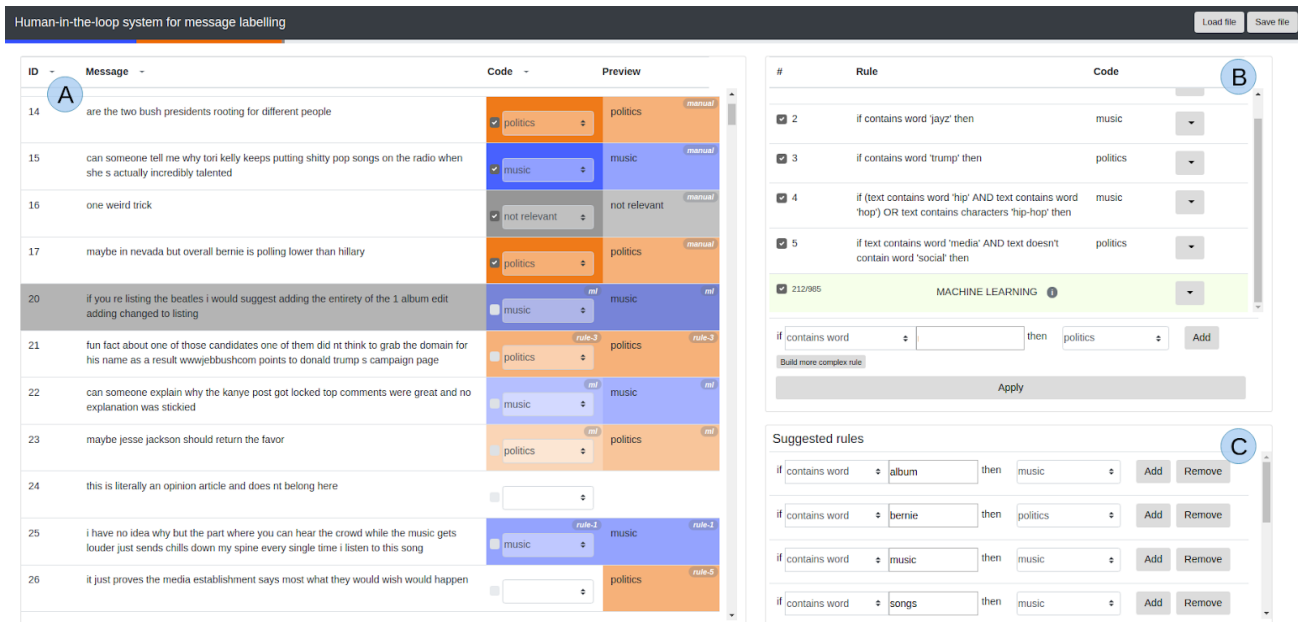 Human-in-the-loop system for message labelling
Load file
Save file
ID
Message
Code
Preview
A
14
are the two bush presidents rooting for different people
politics
politics
manual
15
can someone tell me why tori kelly keeps putting shitty pop songs on the radio when
she s actually incredibly talented
music
music
manual
16
one weird trick
not relevant
not relevant
manual
17
maybe in nevada but overall bernie is polling lower than hillary
politics
politics
manual
20
if you re listing the beatles i would suggest adding the entirety of the 1 album edit
adding changed to listing
ml
music
music
ml
21
fun fact about one of those candidates one of them did nt think to grab the domain for
his name as a result wwwjebbushcom points to donald trump s campaign page
rule-3
politics
politics
rule-3
22
can someone explain why the kanye post got locked top comments were great and no
explanation was stickied
ml
music
music
ml
23
maybe jesse jackson should return the favor
ml
politics
politics
ml
24
this is literally an opinion article and does nt belong here
25
i have no idea why but the part where you can hear the crowd while the music gets
louder just sends chills down my spine every single time i listen to this song
rule-1
music
music
rule-1
26
it just proves the media establishment says most what they would wish would happen
politics
rule-5
#
Rule
Code
B
2
if contains word 'jayz' then
music
3
if contains word 'trump' then
politics
4
if (text contains word 'hip' AND text contains word
'hop') OR text contains characters 'hip-hop' then
music
5
if text contains word 'media' AND text doesn't
contain word 'social' then
politics
212/985
MACHINE LEARNING
i
if
contains word
then
politics
Add
Build more complex rule
Apply
Suggested rules
C
if
contains word
album
then
music
Add
Remove
if
contains word
bernie
then
politics
Add
Remove
if
contains word
music
then
music
Add
Remove
if
contains word
songs
then
music
Add
Remove